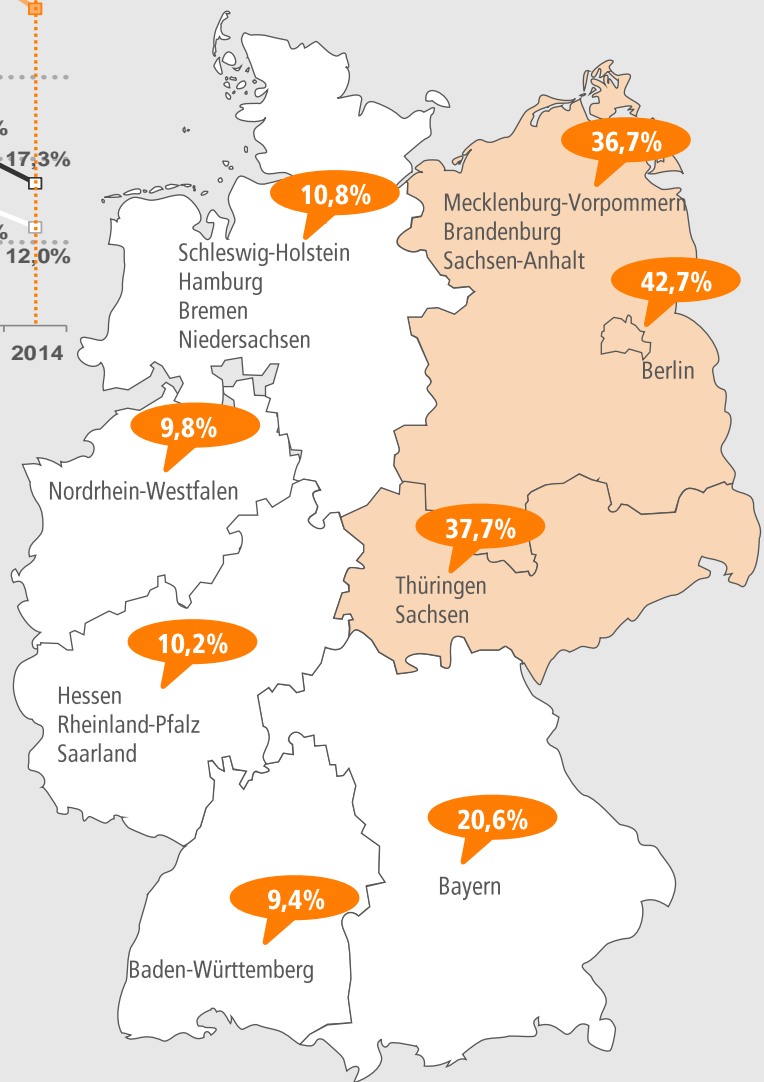 %
17,3%
%
12,0%
2014
36,7%
Mecklenburg-Vorpommern
Brandenburg
Sachsen-Anhalt
10,8%
Schleswig-Holstein
Hamburg
Bremen
Niedersachsen
42,7%
Berlin
9,8%
Nordrhein-Westfalen
37,7%
Thüringen
Sachsen
10,2%
Hessen
Rheinland-Pfalz
Saarland
20,6%
Bayern
9,4%
Baden-Württemberg